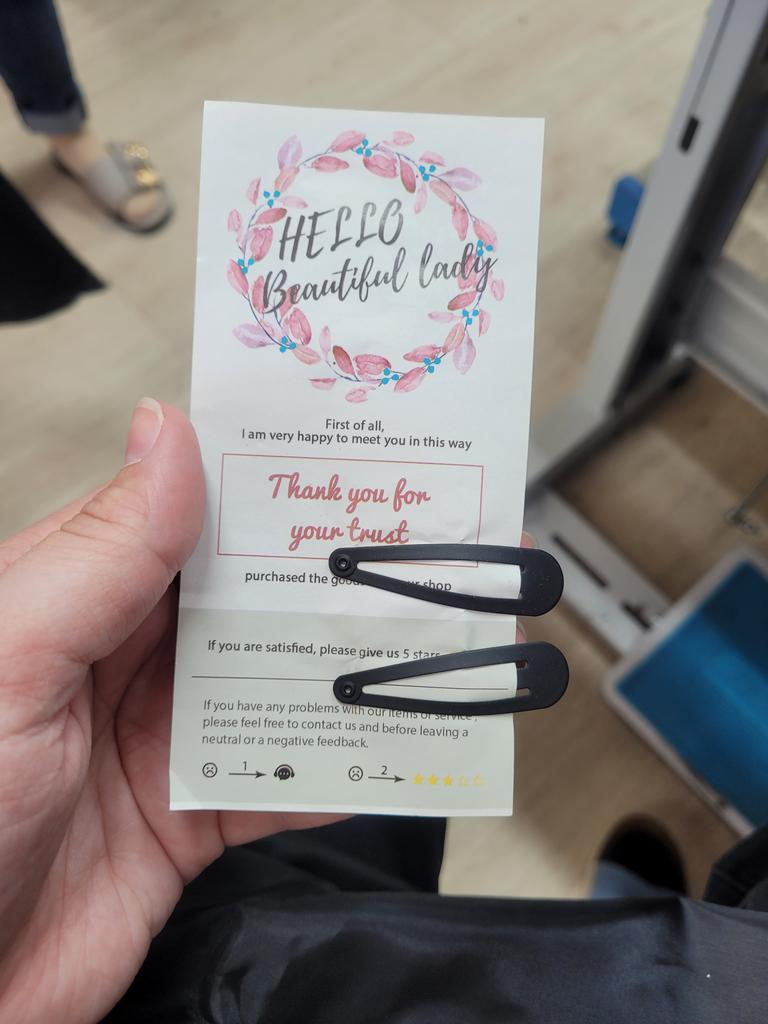 HELLO
Beautiful lady
First of all,
I am very happy to meet you in this way
Thank you for
your trust
purchased the shop
If you are satisfied, please give us 5 stars
If you have any problems with our items or service,
please feel free to contact us and before leaving a
neutral or a negative feedback.
1
2